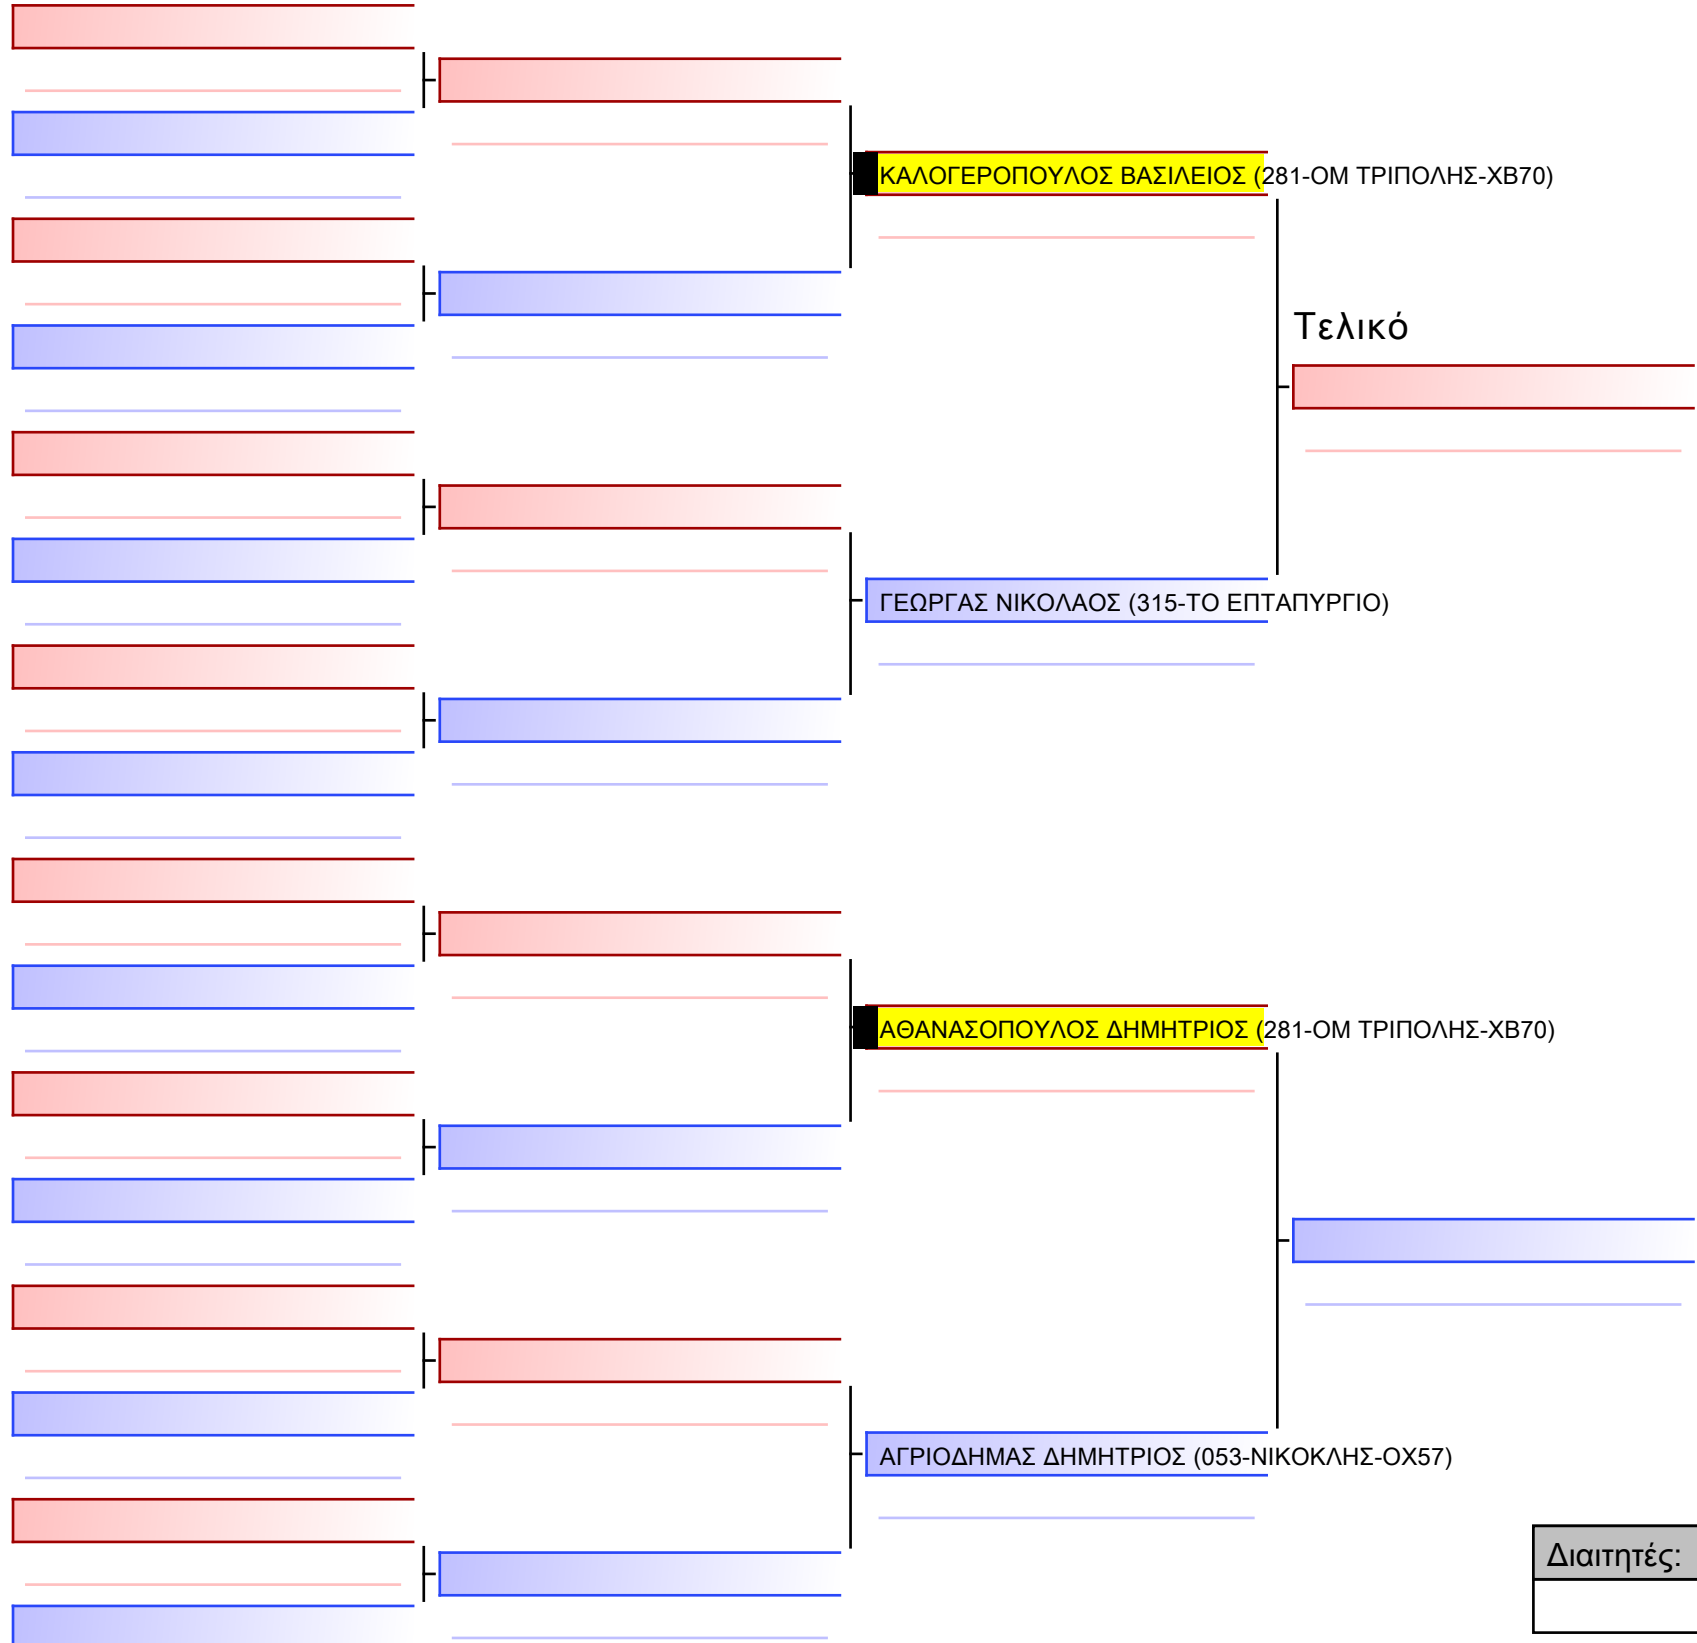 ΚΑΛΟΓΕΡΟΠΟΥΛΟΣ ΒΑΣΙΛΕΙΟΣ (281-ΟΜ ΤΡΙΠΟΛΗΣ-ΧΒ70)
Τελικό
ΓΕΩΡΓΑΣ ΝΙΚΟΛΑΟΣ (315-ΤΟ ΕΠΤΑΠΥΡΓΙΟ)
ΑΘΑΝΑΣΟΠΟΥΛΟΣ ΔΗΜΗΤΡΙΟΣ (281-ΟΜ ΤΡΙΠΟΛΗΣ-ΧΒ70)
ΑΓΡΙΟΔΗΜΑΣ ΔΗΜΗΤΡΙΟΣ (053-ΝΙΚΟΚΛΗΣ-ΟΧ57)
Διαιτητές: